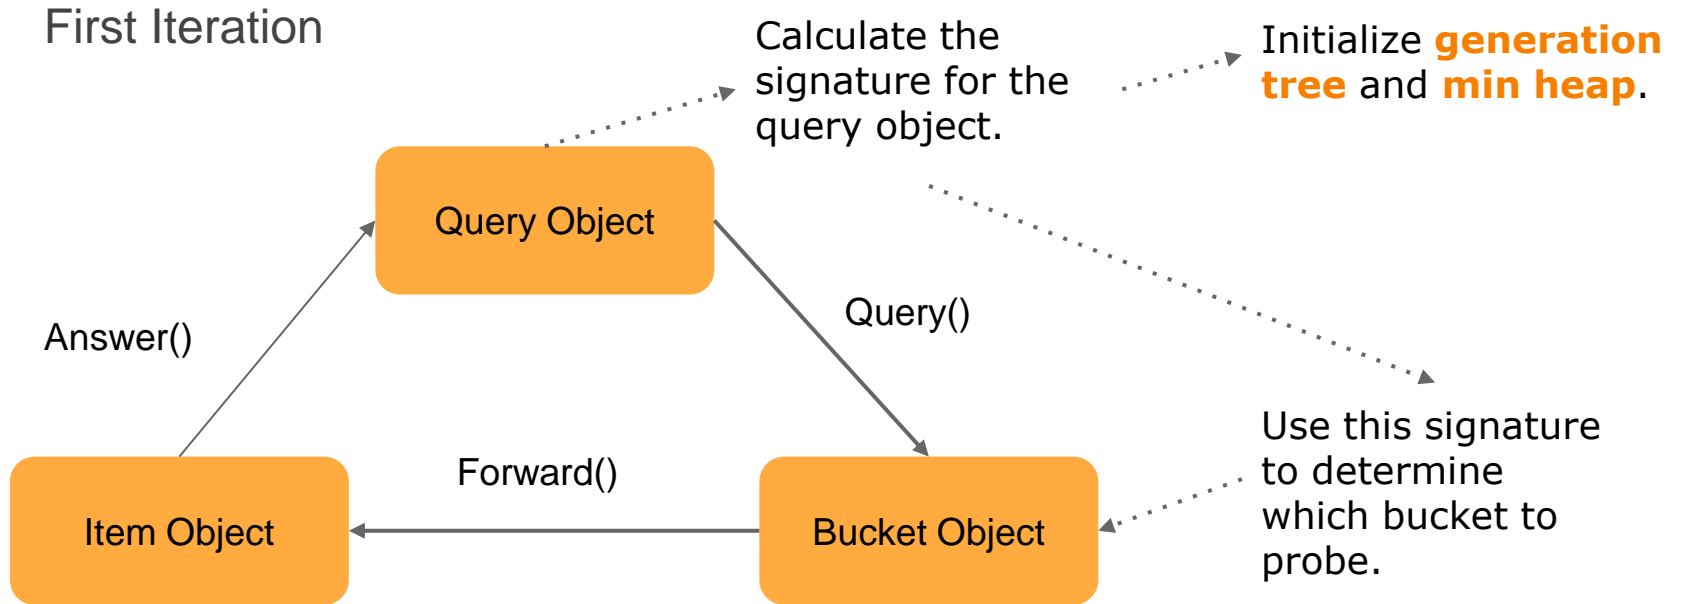 First Iteration
Calculate the
signature for the
query object.
Initialize generation
tree and min heap.
Query Object
Answer()
Query()
Forward()
Item Object
Bucket Object
Use this signature
to determine
which bucket to
probe.